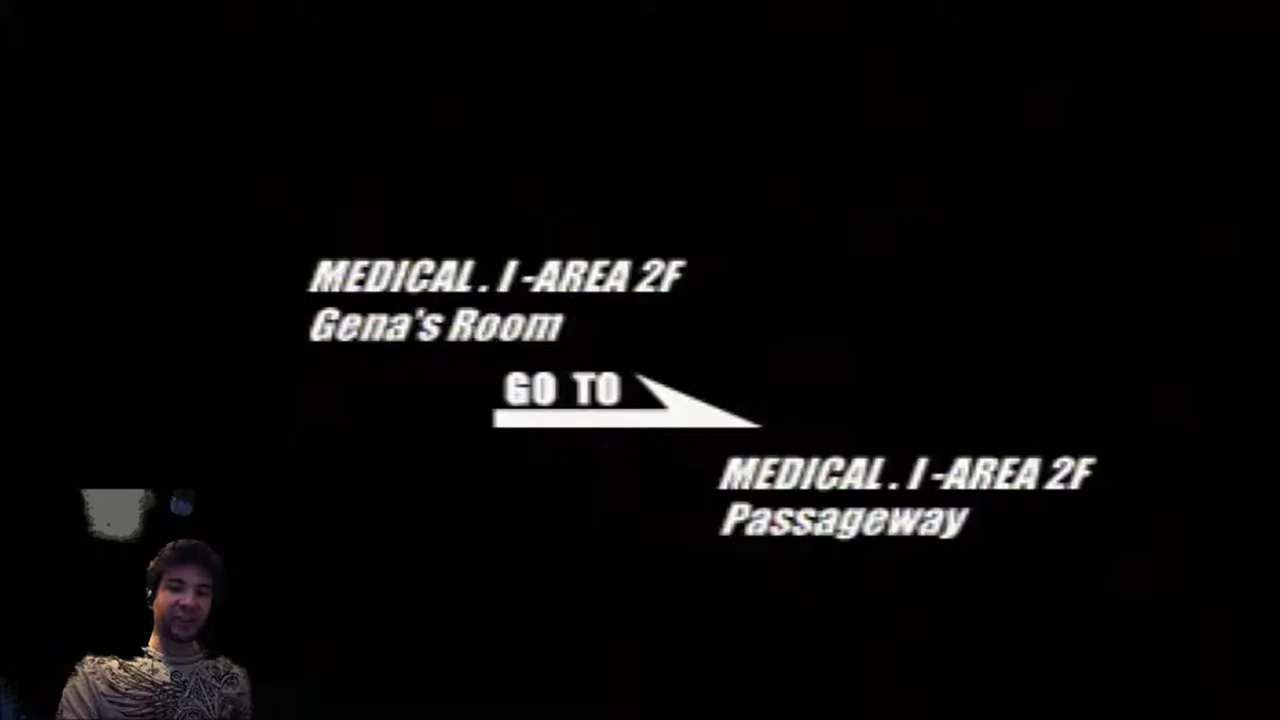 MEDICAL . I -AREA 2F
Gena's Room
GO TO
MEDICAL . I -AREA 2F
Passageway